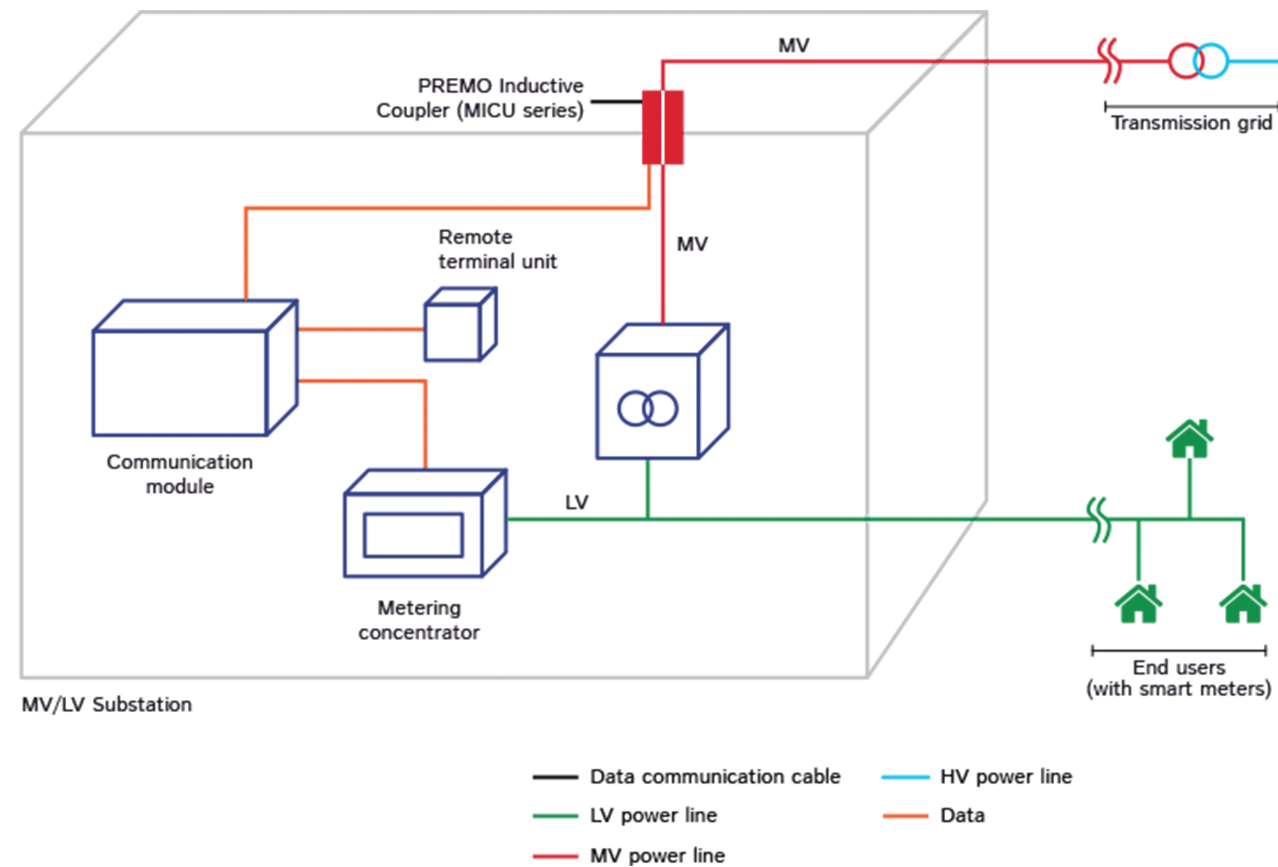 MV
PREMO Inductive
Coupler (MICU series)
Transmission grid
Remote
terminal unit
MV
Communication
module
LV
Metering
concentrator
End users
(with smart meters)
MV/LV Substation
Data communication cable
HV power line
LV power line
Data
MV power line